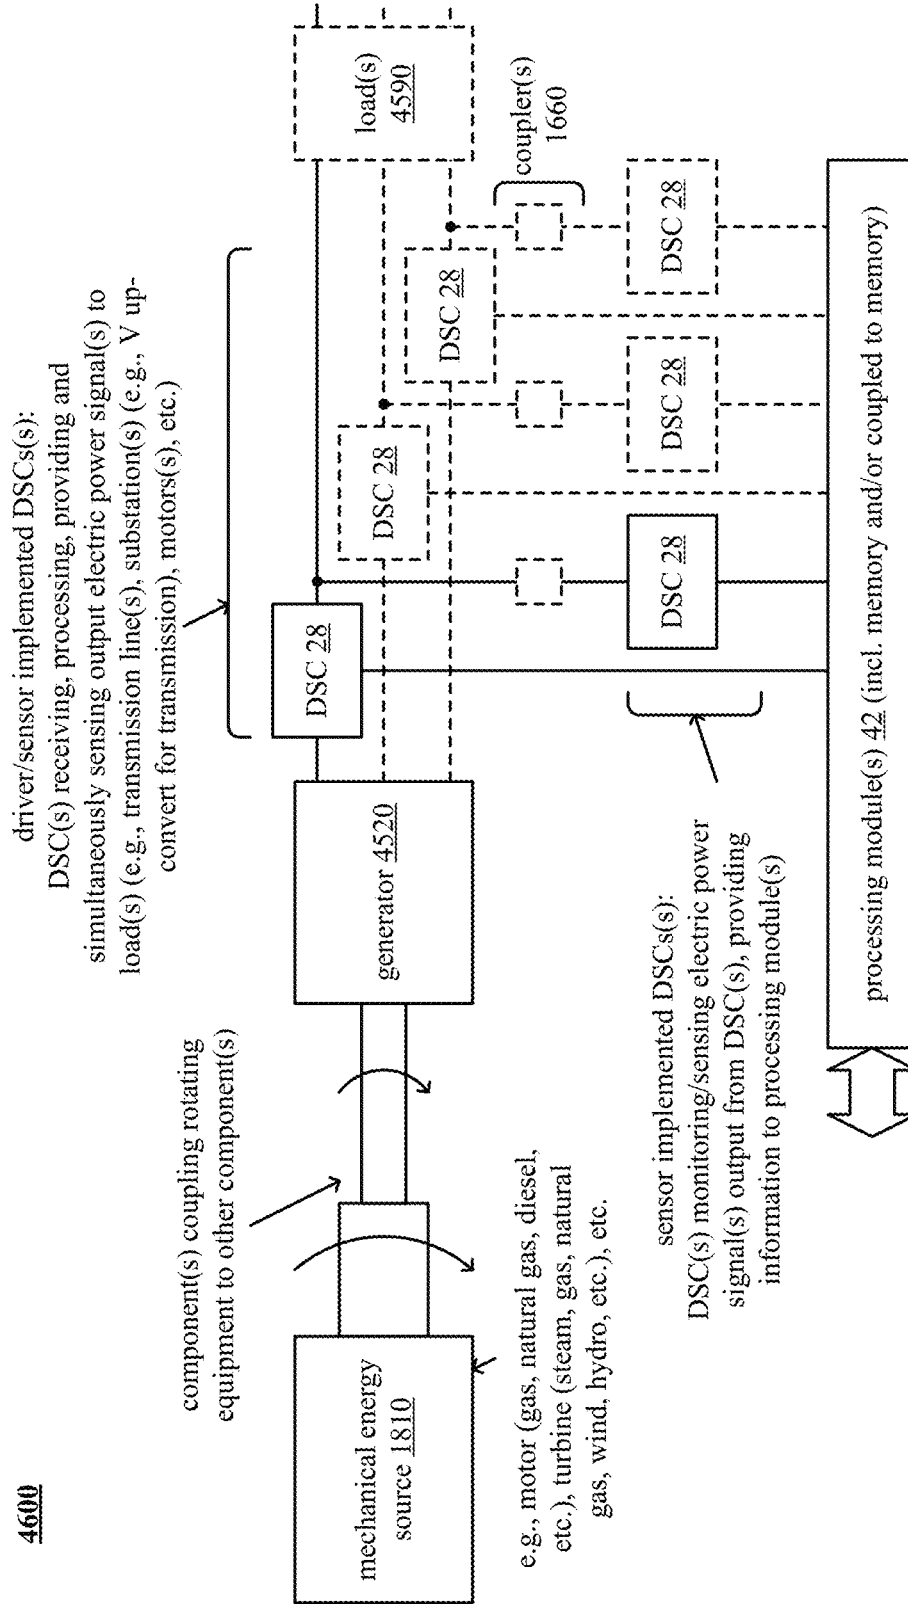 4600
driver/sensor implemented DSCs(s):
DSC(s) receiving, processing, providing and
simultaneously sensing output electric power signal(s) to
load(s) (e.g., transmission line(s), substation(s) (e.g., V up-
convert for transmission), motors(s), etc.)
component(s) coupling rotating
equipment to other component(s)
mechanical energy
source 1810
generator 4520
DSC 28
DSC 28
DSC 28
load(s)
4590
coupler(s)
1660
e.g., motor (gas, natural gas, diesel,
etc.), turbine (steam, gas, natural
gas, wind, hydro, etc.), etc.
sensor implemented DSCs(s):
DSC(s) monitoring/sensing electric power
signal(s) output from DSC(s), providing
information to processing module(s)
DSC 28
DSC 28
DSC 28
processing module(s) 42 (incl. memory and/or coupled to memory)